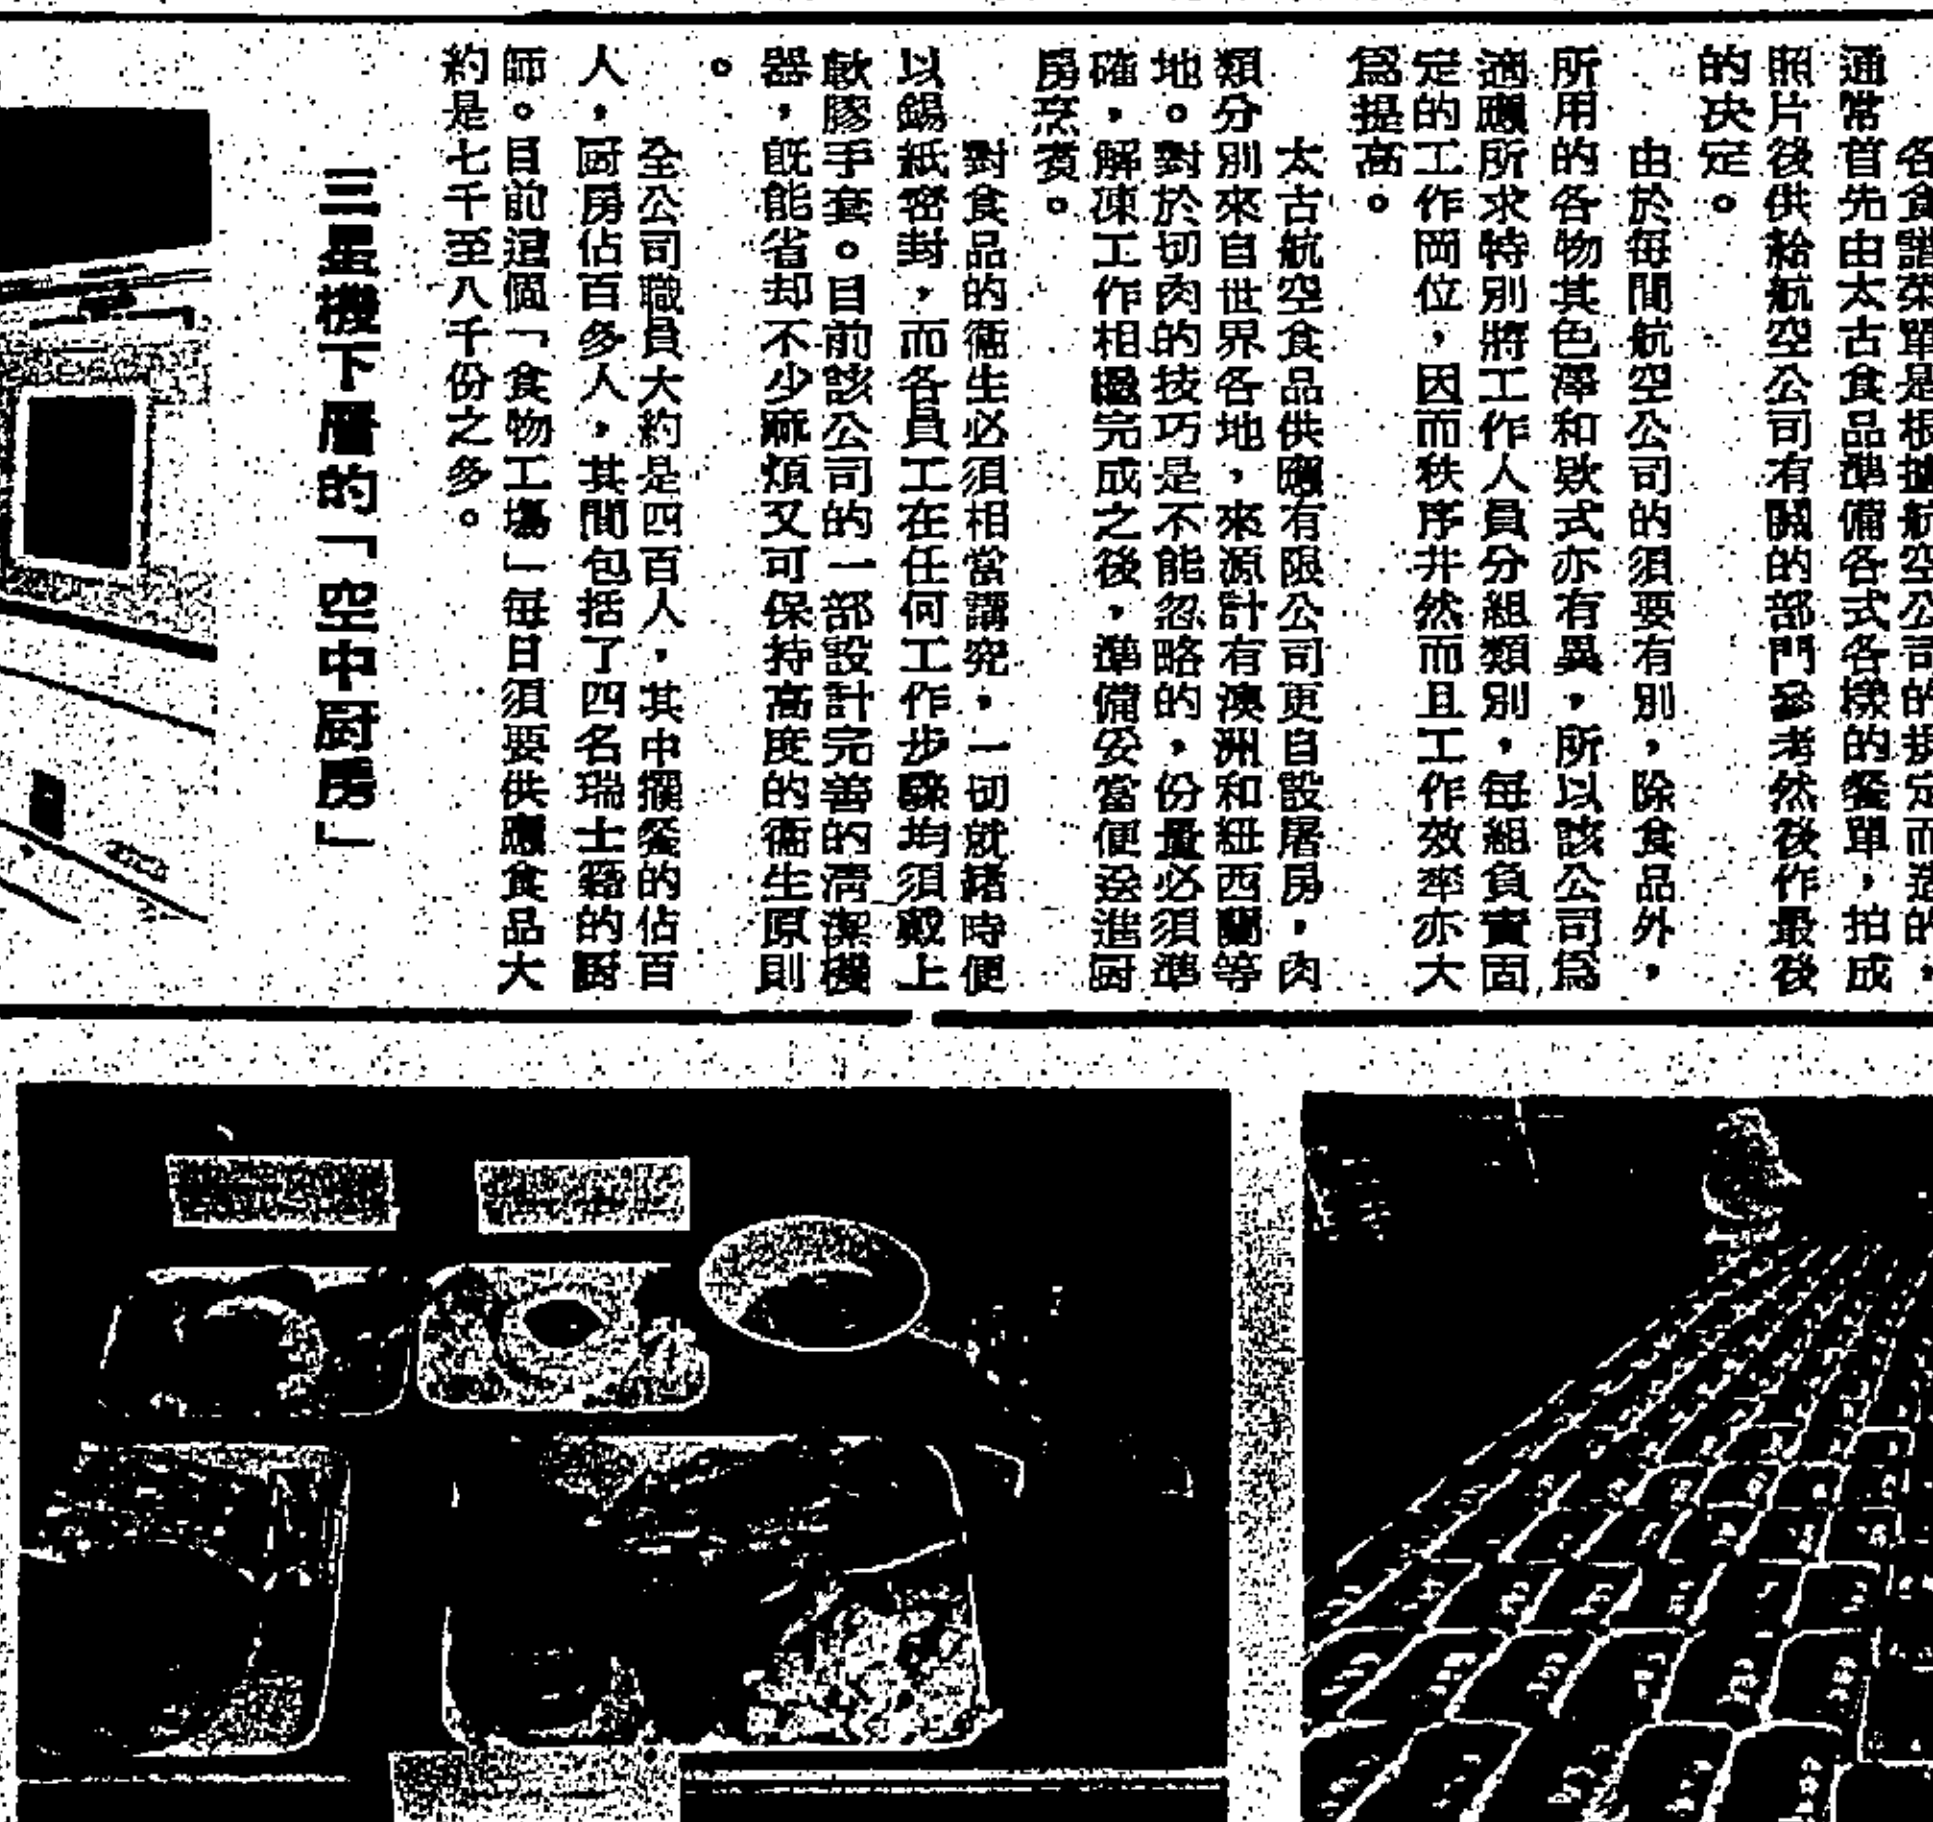 各食譜菜單是根據航空公司的規定而造的，
通常首先由太古食品準備各式各樣的餐單，拍成
照片後供給航空公司有關的部門參考然後作最後
的决定。
由於每間航空公司的須要有別，除食品外，
所用的各物其色澤和欵式亦有異，所以該公司爲
適應所求特別將工作人員分組類別，每組負責固
定的工作崗位，因而秩序井然而且工作效率亦大
爲提高。
太古航空食品供應有限公司更自設屠房，肉
類分別來自世界各地，來源計有澳洲和紐西蘭等
地。對於切肉的技巧是不能忽略的，份量必須準
確，解凍工作相繼完成之後，準備妥當便送進厨
房烹煑。
對食品的衞生必須相當講究，一切就緒時便
以錫紙密封，而各員工在任何工作步驟均須戴上
軟膠手套。目前該公司的一部設計完善的清潔機
器，旣能省却不少麻煩又可保持高度的衞生原則
。
全公司職員大約是四百人，其中擺餐的佔百
人，厨房佔百多人，其間包括了四名瑞士籍的厨
師。目前這個「食物工塲」每日須要供應食品大
約是七千至八千份之多。
三星機下層的「空中厨房」